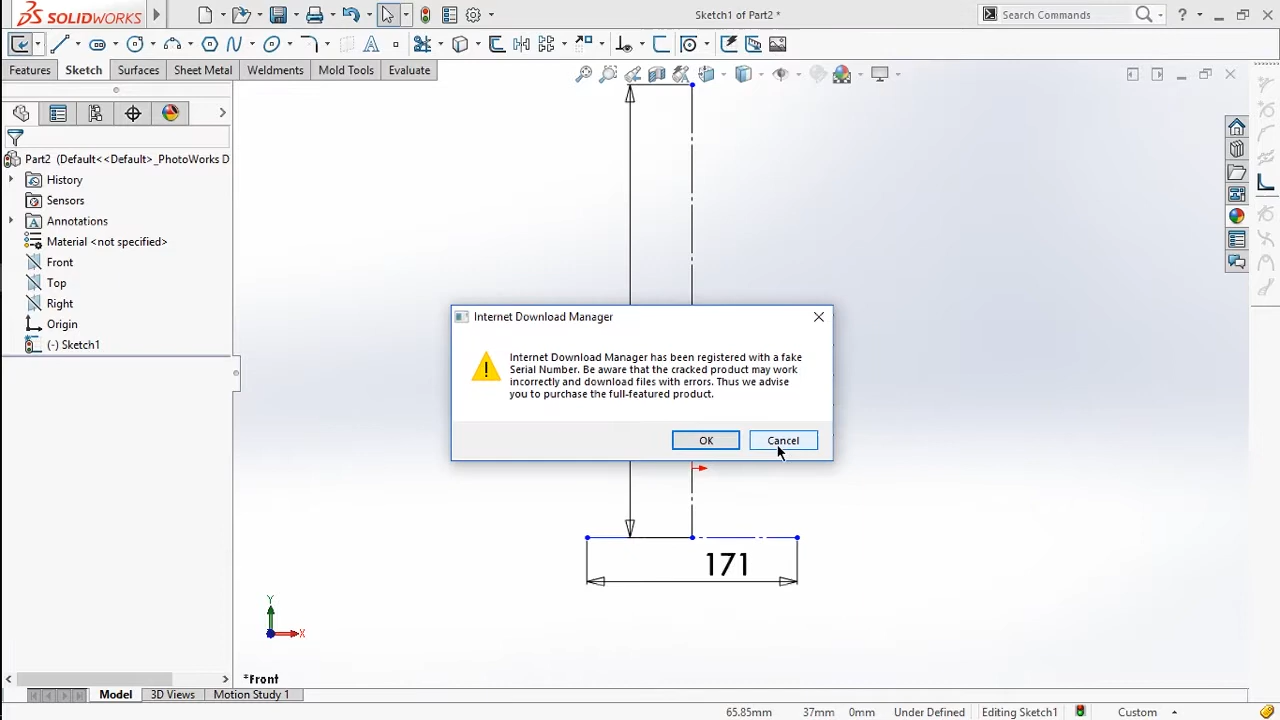 SOLIDWORKS
Sketch1 of Part2 *
Search Commands
?
Features Sketch Surfaces Sheet Metal Weldments Mold Tools Evaluate
Part2 (Default<<Default>_PhotoWorks D
History
Sensors
Annotations
Material <not specified>
Front
Top
Right
Origin
(-) Sketch1
Internet Download Manager
Internet Download Manager has been registered with a fake
Serial Number. Be aware that the cracked product may work
incorrectly and download files with errors. Thus we advise
you to purchase the full-featured product.
OK Cancel
171
Y
X
*Front
Model 3D Views Motion Study 1
65.85mm 37mm 0mm Under Defined Editing Sketch1 Custom